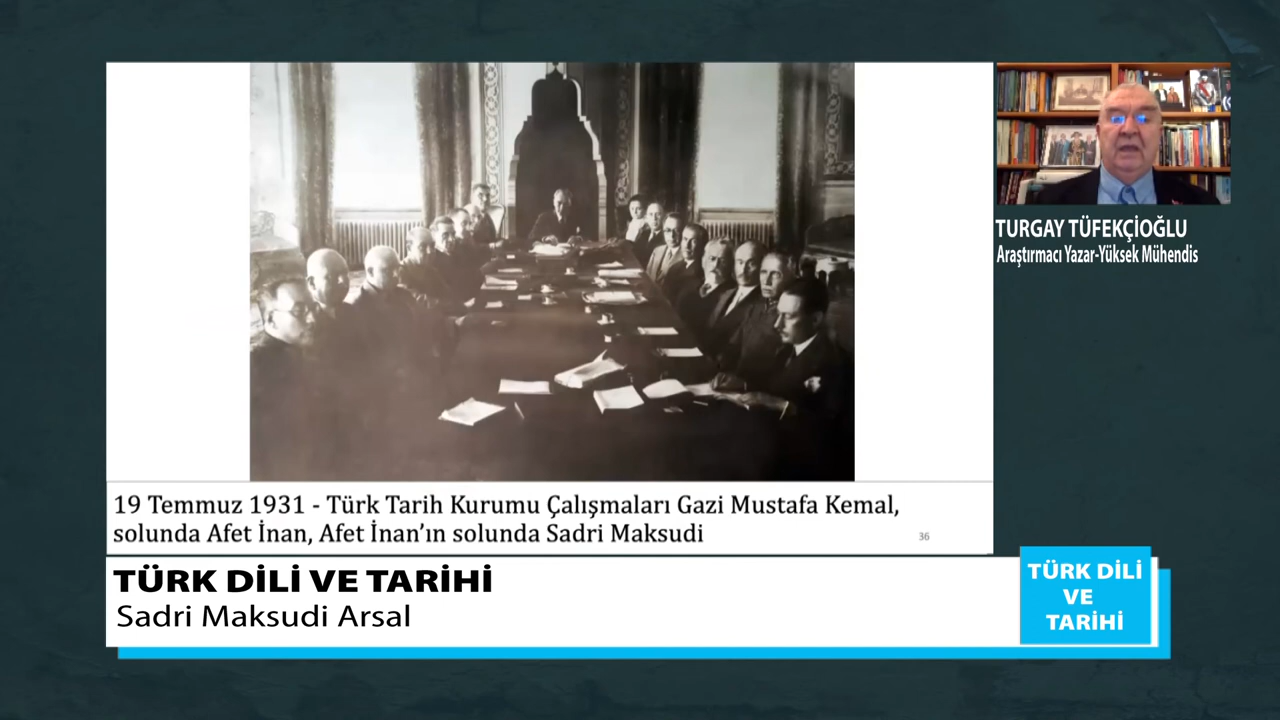 TURGAY TÜFEKÇİOĞLU
Araştırmacı Yazar-Yüksek Mühendis
19 Temmuz 1931 - Türk Tarih Kurumu Çalışmaları Gazi Mustafa Kemal,
solunda Afet İnan, Afet İnan’ın solunda Sadri Maksudi
36
TÜRK DİLİ VE TARİHİ
Sadri Maksudi Arsal
TÜRK DİLİ
VE
TARİHİ